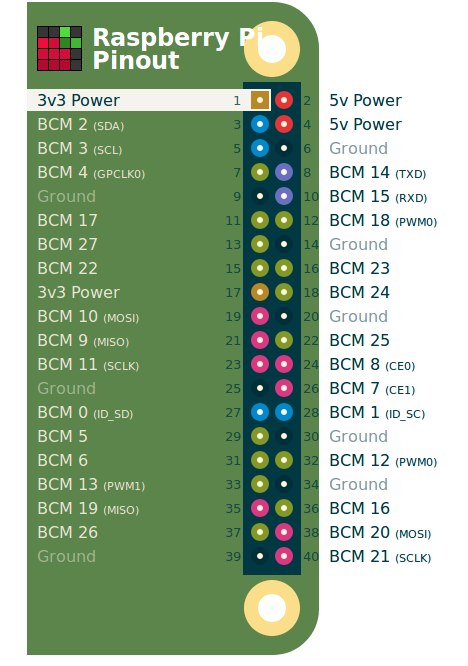 Raspberry Pi
Pinout
3v3 Power 1 2 5v Power
BCM 2 (SDA) 3 4 5v Power
BCM 3 (SCL) 5 6 Ground
BCM 4 (GPCLK0) 7 8 BCM 14 (TXD)
Ground 9 10 BCM 15 (RXD)
BCM 17 11 12 BCM 18 (PWM0)
BCM 27 13 14 Ground
BCM 22 15 16 BCM 23
3v3 Power 17 18 BCM 24
BCM 10 (MOSI) 19 20 Ground
BCM 9 (MISO) 21 22 BCM 25
BCM 11 (SCLK) 23 24 BCM 8 (CE0)
Ground 25 26 BCM 7 (CE1)
BCM 0 (ID_SD) 27 28 BCM 1 (ID_SC)
BCM 5 29 30 Ground
BCM 6 31 32 BCM 12 (PWM0)
BCM 13 (PWM1) 33 34 Ground
BCM 19 (MISO) 35 36 BCM 16
BCM 26 37 38 BCM 20 (MOSI)
Ground 39 40 BCM 21 (SCLK)